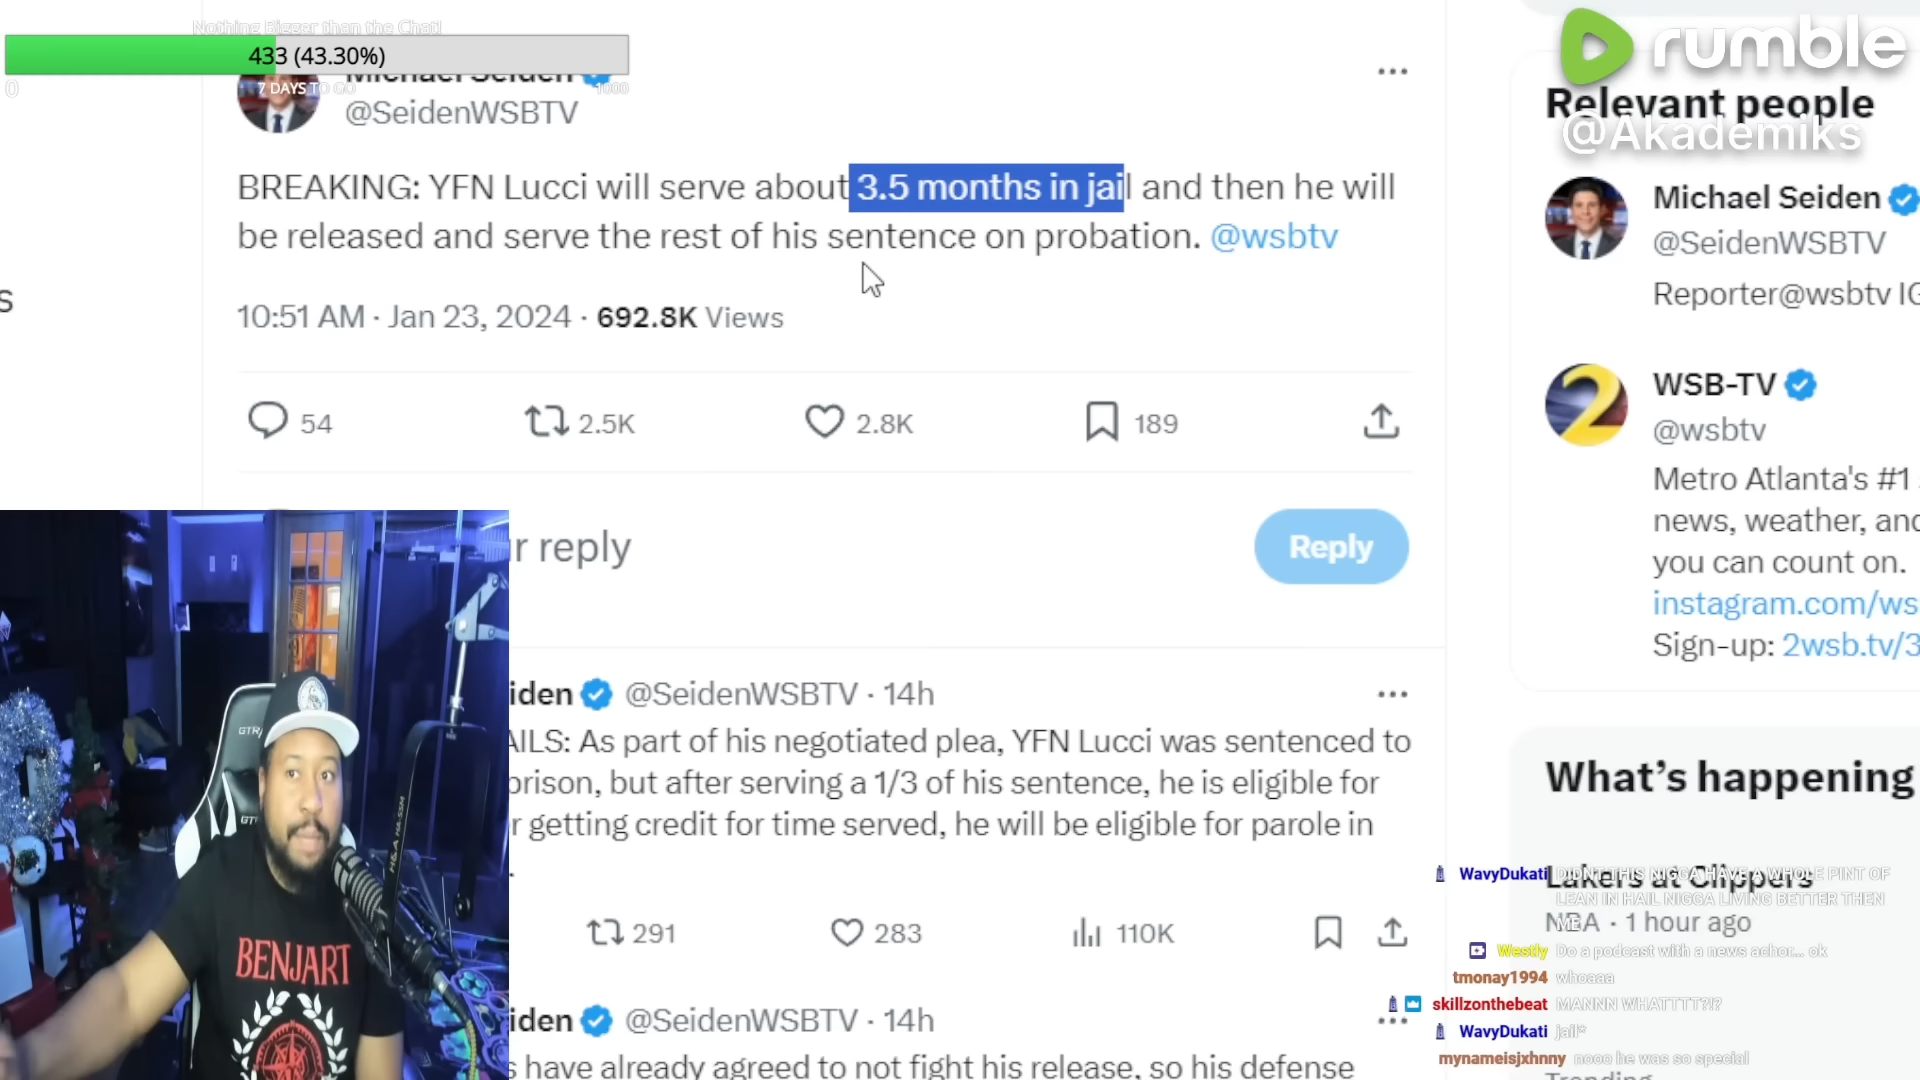 Nothing Bigger than the Chat!
433 (43.30%)
0
7 DAYS TO GO
1000
Michael Seiden
@SeidenWSBTV
BREAKING: YFN Lucci will serve about 3.5 months in jail and then he will
be released and serve the rest of his sentence on probation. @wsbtv
10:51 AM · Jan 23, 2024 · 692.8K Views
54
2.5K
2.8K
189
r reply
Reply
iden @SeidenWSBTV · 14h
AILS: As part of his negotiated plea, YFN Lucci was sentenced to
prison, but after serving a 1/3 of his sentence, he is eligible for
r getting credit for time served, he will be eligible for parole in
291
283
110K
iden @SeidenWSBTV · 14h
s have already agreed to not fight his release, so his defense
s
rumble
@Akademiks
Relevant people
Michael Seiden
@SeidenWSBTV
Reporter@wsbtv IG
WSB-TV
@wsbtv
Metro Atlanta's #1
news, weather, and
you can count on.
instagram.com/ws
Sign-up: 2wsb.tv/3
What's happening
Lakers at Clippers
NBA · 1 hour ago
Trending
WavyDukati DIDNT THIS NIGGA HAVE A WHOLE PINT OF
LEAN IN HAIL NIGGA LIVING BETTER THEN
ME
Westly Do a podcast with a news achor... ok
tmonay1994 whoaaa
skillzonthebeat MANNN WHATTTT?!?
WavyDukati jail*
mynameisjxhnny nooo he was so special
GTR
BENJART